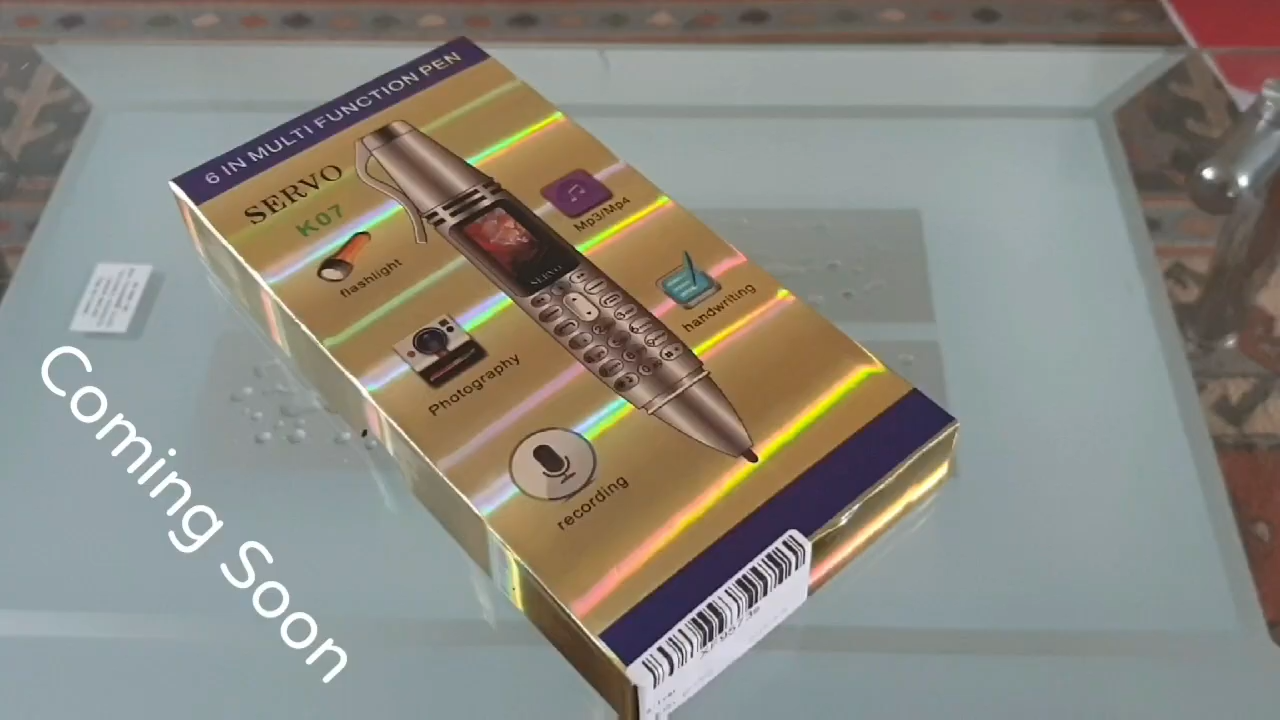 6 IN MULTI FUNCTION PEN
SERVO
K07
flashlight
Mp3/Mp4
SERVO
handwriting
Photography
recording
Coming Soon